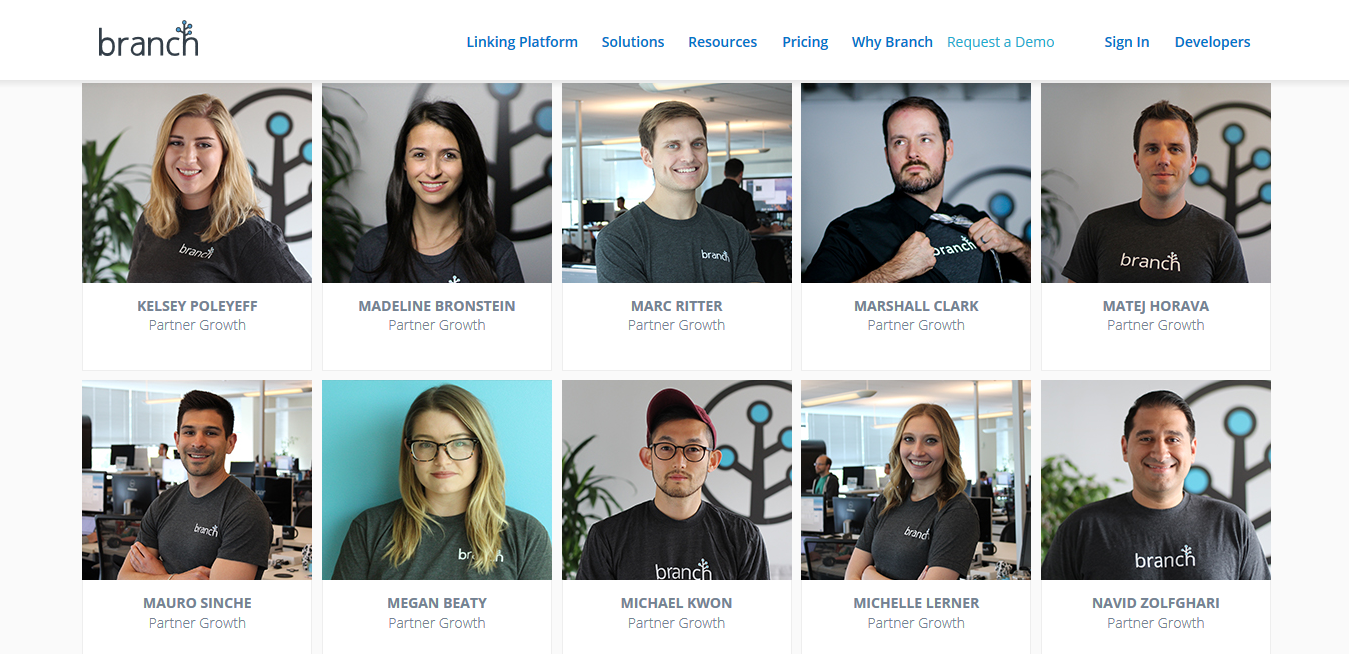 branch
Linking Platform Solutions Resources Pricing Why Branch Request a Demo Sign In Developers
branch
branch
branch
branch
KELSEY POLEYEFF
Partner Growth
MADELINE BRONSTEIN
Partner Growth
MARC RITTER
Partner Growth
MARSHALL CLARK
Partner Growth
MATEJ HORAVA
Partner Growth
branch
branch
branch
branch
branch
MAURO SINCHE
Partner Growth
MEGAN BEATY
Partner Growth
MICHAEL KWON
Partner Growth
MICHELLE LERNER
Partner Growth
NAVID ZOLFGHARI
Partner Growth